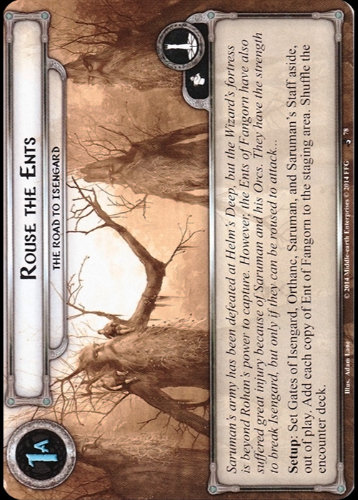 1A
ROUSE THE ENTS
THE ROAD TO ISENGARD
Saruman's army has been defeated at Helm's Deep, but the Wizard's fortress
is beyond Rohan's power to capture. However, the Ents of Fangorn have also
suffered great injury because of Saruman and his Orcs. They have the strength
to break Isengard, but only if they can be roused to attack...
Setup: Set Gates of Isengard, Orthanc, Saruman, and Saruman's Staff aside,
out of play. Add each copy of Ent of Fangorn to the staging area. Shuffle the
encounter deck.
Illus. Adam Lane © 2014 Middle-earth Enterprises © 2014 FFG 78